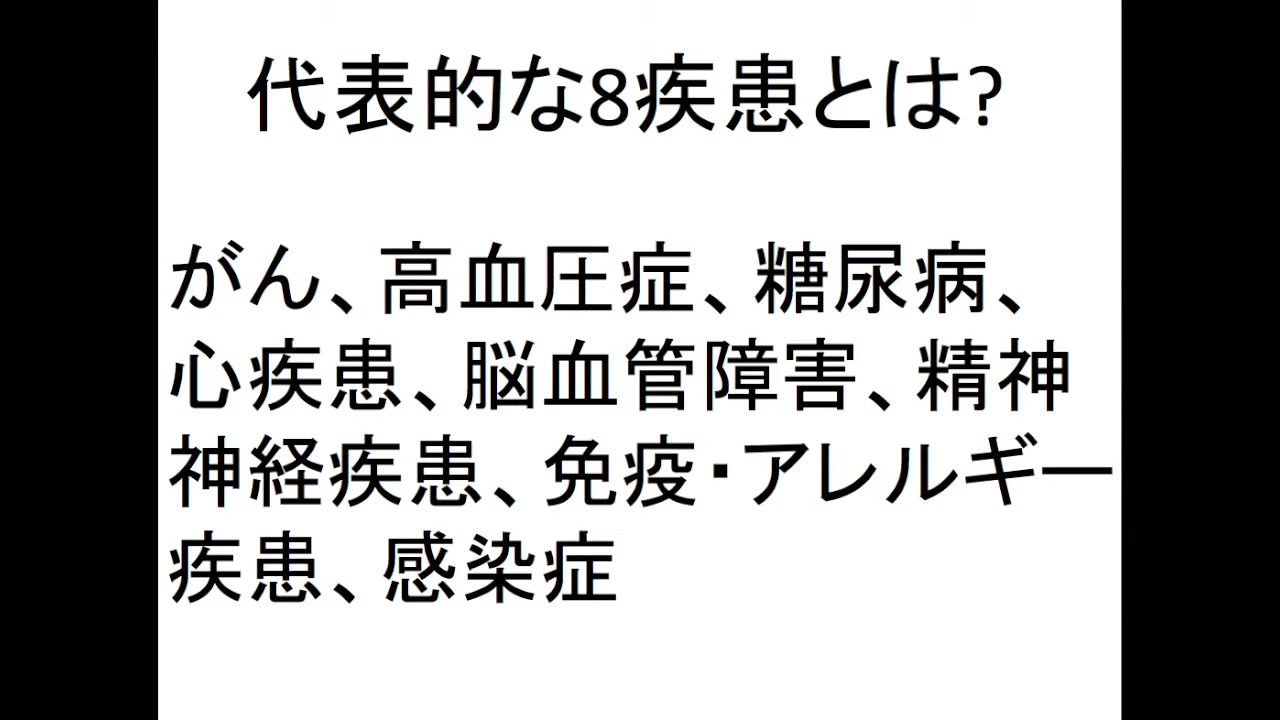 代表的な8疾患とは?
がん、高血圧症、糖尿病、
心疾患、脳血管障害、精神
神経疾患、免疫・アレルギー
疾患、感染症